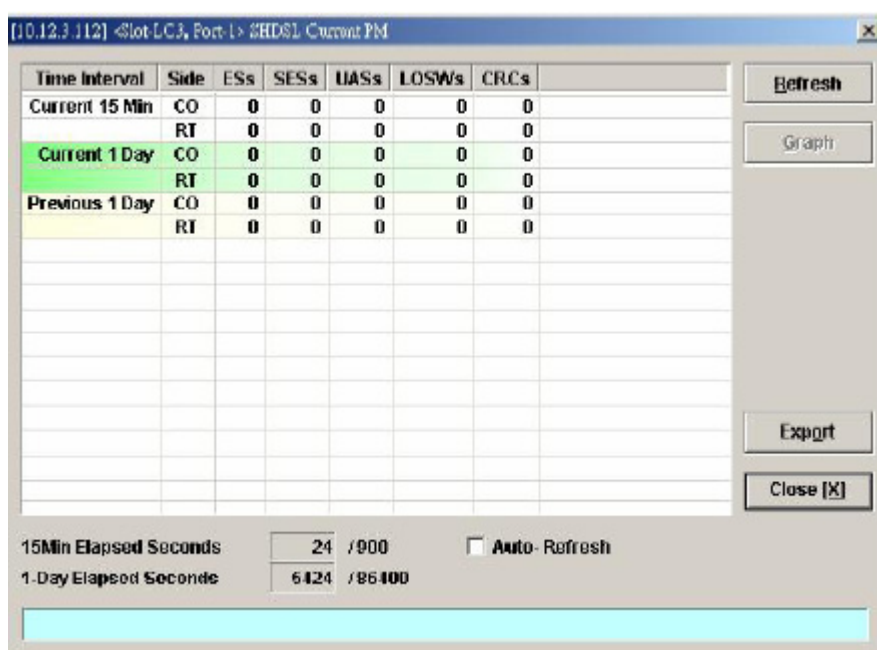 [10.12.3.112] <Slot-LC3, Port-1> SHDSL Current PM
Time Interval Side ESs SESs UASs LOSWs CRCs
Current 15 Min CO 0 0 0 0 0
RT 0 0 0 0 0
Current 1 Day CO 0 0 0 0 0
RT 0 0 0 0 0
Previous 1 Day CO 0 0 0 0 0
RT 0 0 0 0 0
Refresh
Graph
Export
Close [X]
15Min Elapsed Seconds 24 /900 Auto- Refresh
1-Day Elapsed Seconds 6424 /86400